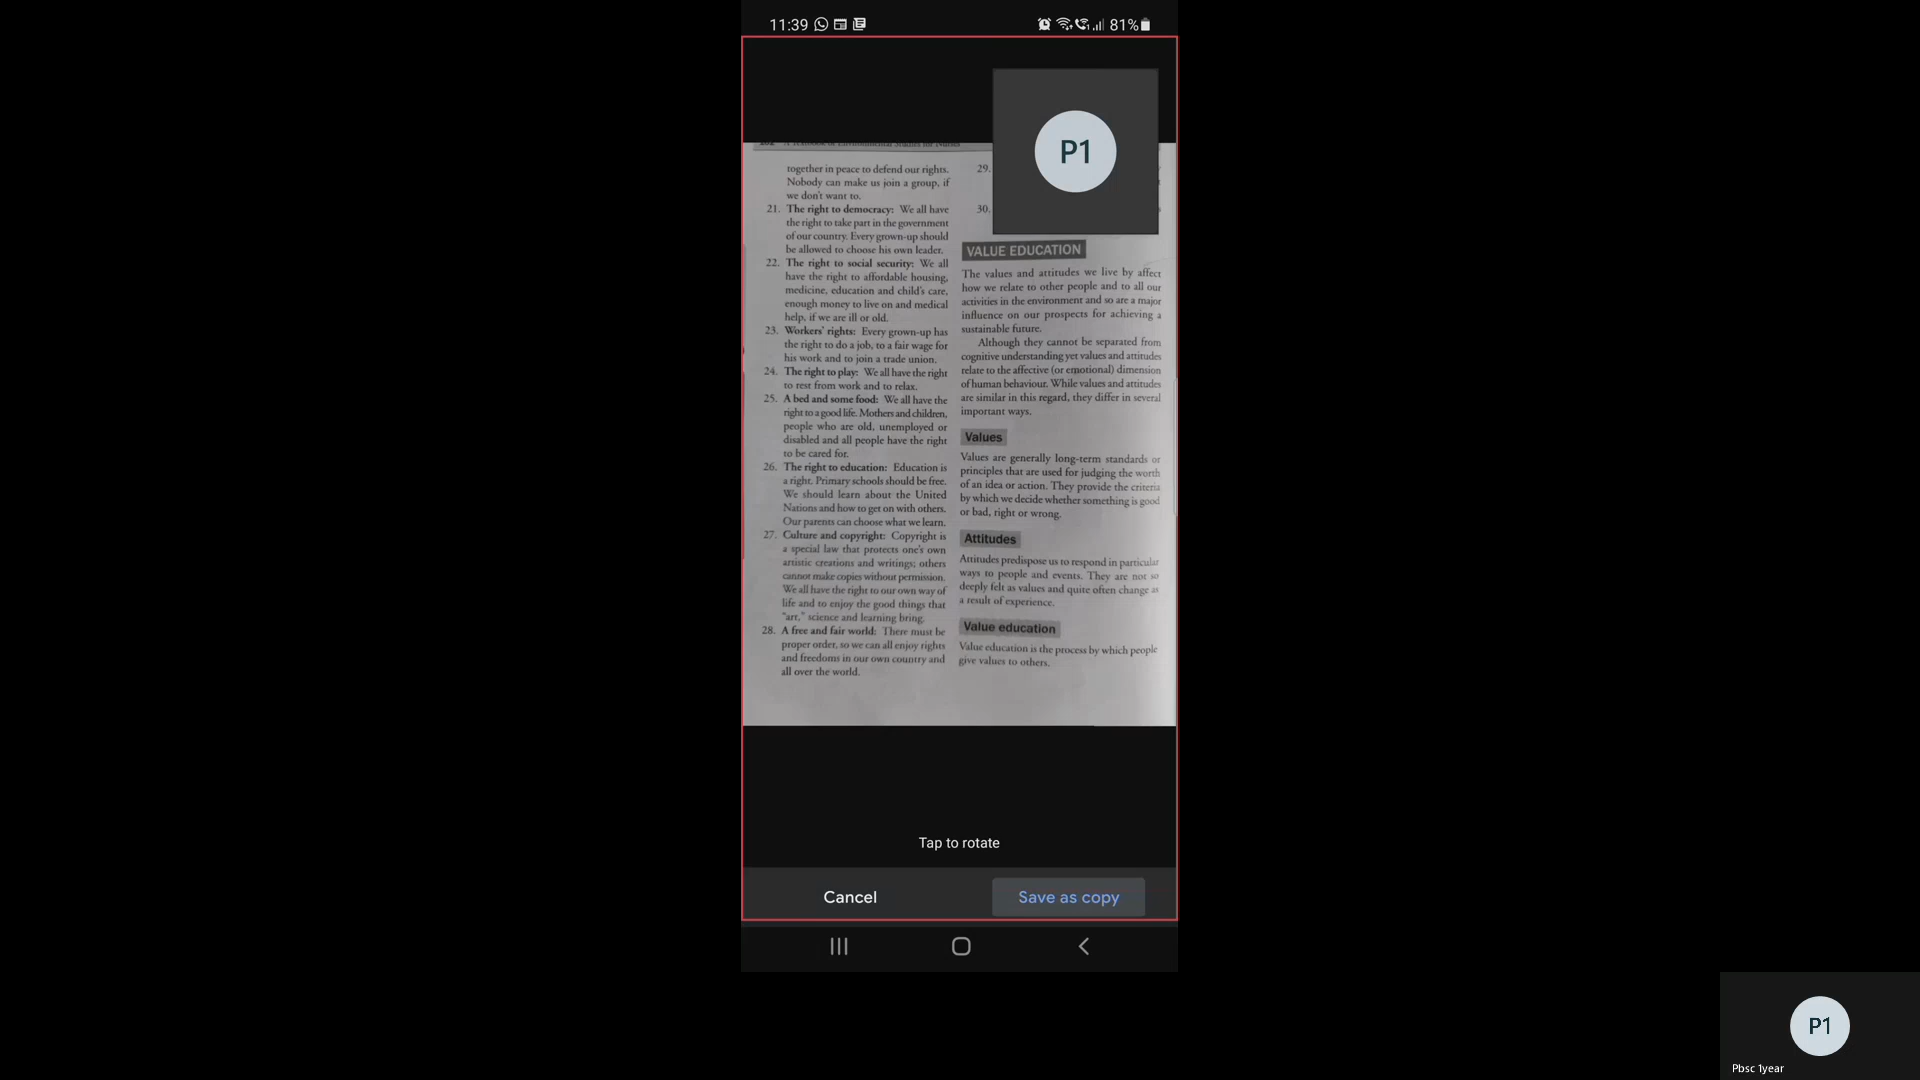 11:39
81%
P1
A Textbook of Environmental Studies for Nurses
together in peace to defend our rights.
Nobody can make us join a group, if
we don't want to.
21. The right to democracy: We all have
the right to take part in the government
of our country. Every grown-up should
be allowed to choose his own leader.
22. The right to social security: We all
have the right to affordable housing,
medicine, education and child's care,
enough money to live on and medical
help, if we are ill or old.
23. Workers' rights: Every grown-up has
the right to do a job, to a fair wage for
his work and to join a trade union.
24. The right to play: We all have the right
to rest from work and to relax.
25. A bed and some food: We all have the
right to a good life. Mothers and children,
people who are old, unemployed or
disabled and all people have the right
to be cared for.
26. The right to education: Education is
a right. Primary schools should be free.
We should learn about the United
Nations and how to get on with others.
Our parents can choose what we learn.
27. Culture and copyright: Copyright is
a special law that protects one's own
artistic creations and writings; others
cannot make copies without permission.
We all have the right to our own way of
life and to enjoy the good things that
"art," science and learning bring.
28. A free and fair world: There must be
proper order, so we can all enjoy rights
and freedoms in our own country and
all over the world.
29.
30.
VALUE EDUCATION
The values and attitudes we live by affect
how we relate to other people and to all our
activities in the environment and so are a major
influence on our prospects for achieving a
sustainable future.
Although they cannot be separated from
cognitive understanding yet values and attitudes
relate to the affective (or emotional) dimension
of human behaviour. While values and attitudes
are similar in this regard, they differ in several
important ways.
Values
Values are generally long-term standards or
principles that are used for judging the worth
of an idea or action. They provide the criteria
by which we decide whether something is good
or bad, right or wrong.
Attitudes
Attitudes predispose us to respond in particular
ways to people and events. They are not so
deeply felt as values and quite often change as
a result of experience.
Value education
Value education is the process by which people
give values to others.
Tap to rotate
Cancel
Save as copy
P1
Pbsc 1year